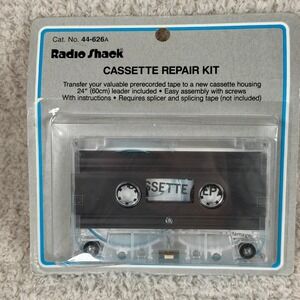 Cat. No. 44-626A
Radio Shack
CASSETTE REPAIR KIT
Transfer your valuable prerecorded tape to a new cassette housing
24" (60cm) leader included • Easy assembly with screws
With instructions • Requires splicer and splicing tape (not included)
SSETTE
EP